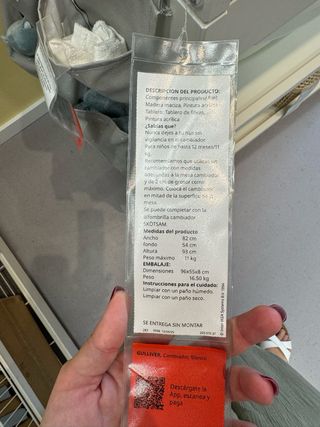 DESCRIPCION DEL PRODUCTO:
Componentes principales:
Madera maciza, Pintura acrílica
Tablero: Tablero de fibras,
Pintura acrílica
¿Sabías que?
Nunca dejes a tu hijo sin
vigilancia en el cambiador.
Para niños de hasta 12 meses/11
kg.
Recomendamos que utilices un
cambiador con medidas
adecuadas a la mesa cambiador
y de 2 cm de grosor como
máximo. Coloca el cambiador
en mitad de la superficie de la
mesa.
Se puede completar con la
alfombrilla cambiador
SKÖTSAM.
Medidas del producto
Ancho 82 cm
fondo 54 cm
Altura 93 cm
Peso máximo 11 kg
EMBALAJE:
Dimensiones 96x55x8 cm
Peso 16.50 kg
Instrucciones para el cuidado:
Limpiar con un paño húmedo.
Limpiar con un paño seco.
SE ENTREGA SIN MONTAR
© Inter IKEA Systems B.V.
GULLIVER, Cambiador, Blanco
Descárgate la
App, escanea y
paga